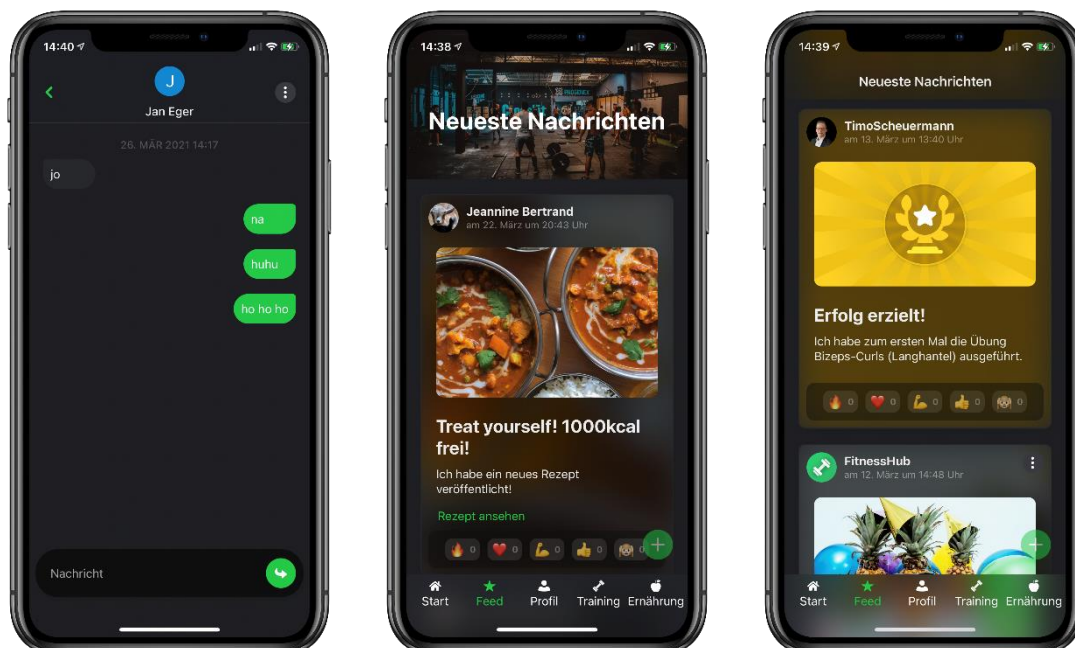 14:40
J
Jan Eger
26. MÄR 2021 14:17
jo
na
huhu
ho ho ho
Nachricht
14:38
Neueste Nachrichten
Jeannine Bertrand
am 22. März um 20:43 Uhr
Treat yourself! 1000kcal
frei!
Ich habe ein neues Rezept
veröffentlicht!
Rezept ansehen
0 0 0 0 0
Start Feed Profil Training Ernährung
14:39
Neueste Nachrichten
TimoScheuermann
am 13. März um 13:40 Uhr
Erfolg erzielt!
Ich habe zum ersten Mal die Übung
Bizeps-Curls (Langhantel) ausgeführt.
0 0 0 0 0
FitnessHub
am 12. März um 14:48 Uhr
Start Feed Profil Training Ernährung